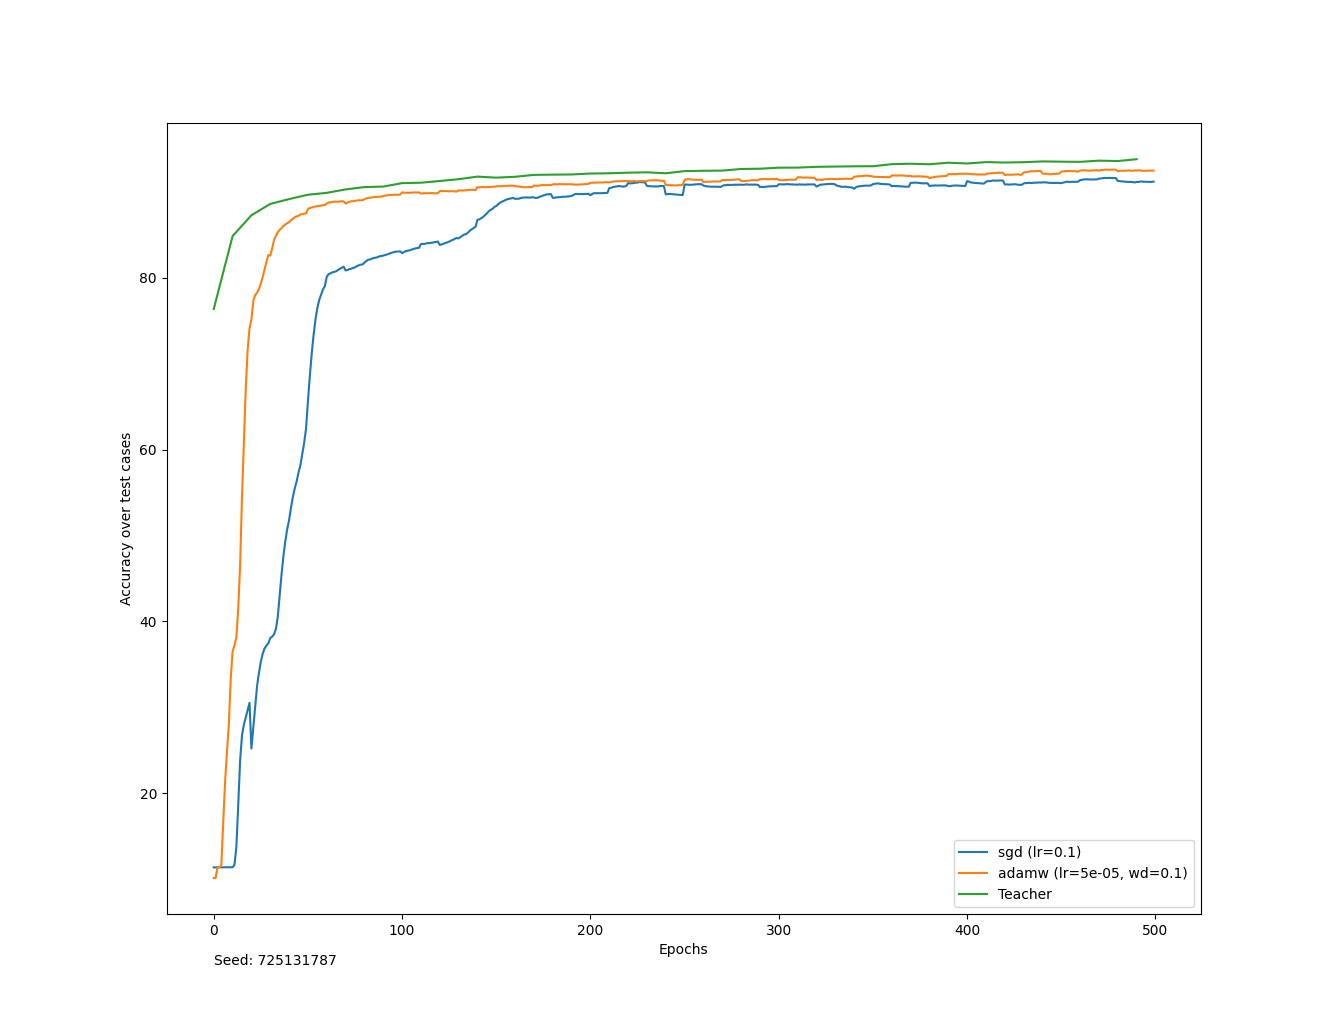 80
60
40
20
Accuracy over test cases
sgd (lr=0.1)
adamw (lr=5e-05, wd=0.1)
Teacher
0 100 200 300 400 500
Epochs
Seed: 725131787